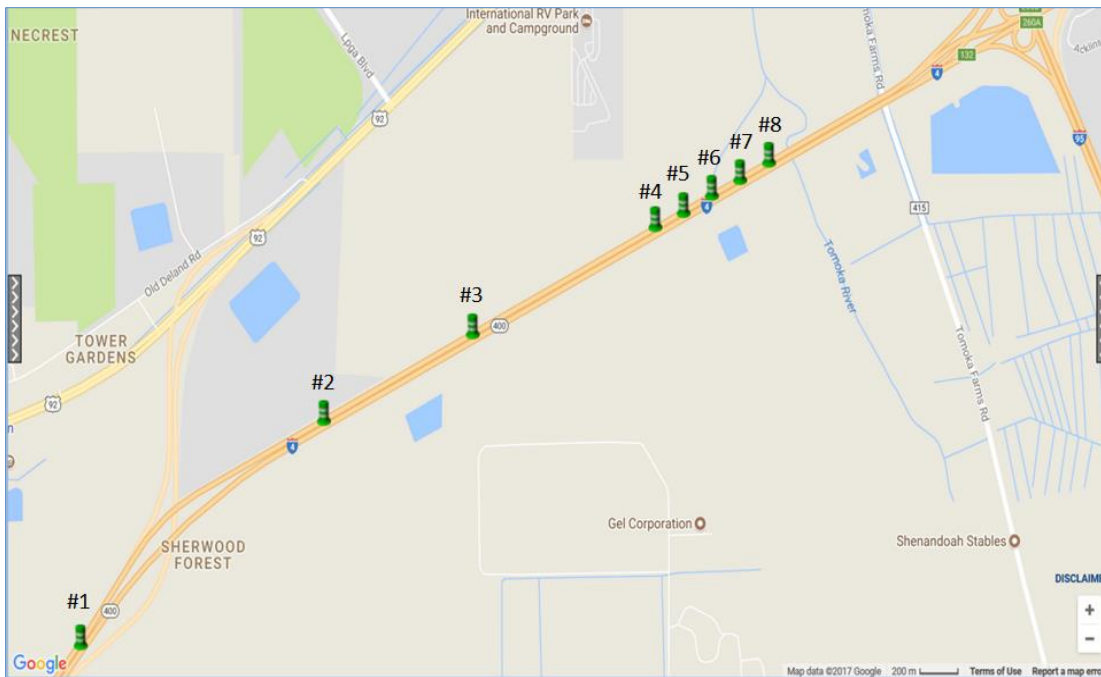 International RV Park
and Campground
260A
Acklins
132
4
NECREST
Lpga Blvd
92
Tomoka Farms Rd
95
#8
#7
#6
#5
#4
4
415
92
Old Deland Rd
Tomoka River
#3
400
TOWER
GARDENS
Tomoka Farms Rd
92
#2
n
4
Gel Corporation
Shenandoah Stables
SHERWOOD
FOREST
DISCLAIME
#1
400
+
−
Google
Map data ©2017 Google
200 m
Terms of Use
Report a map erro